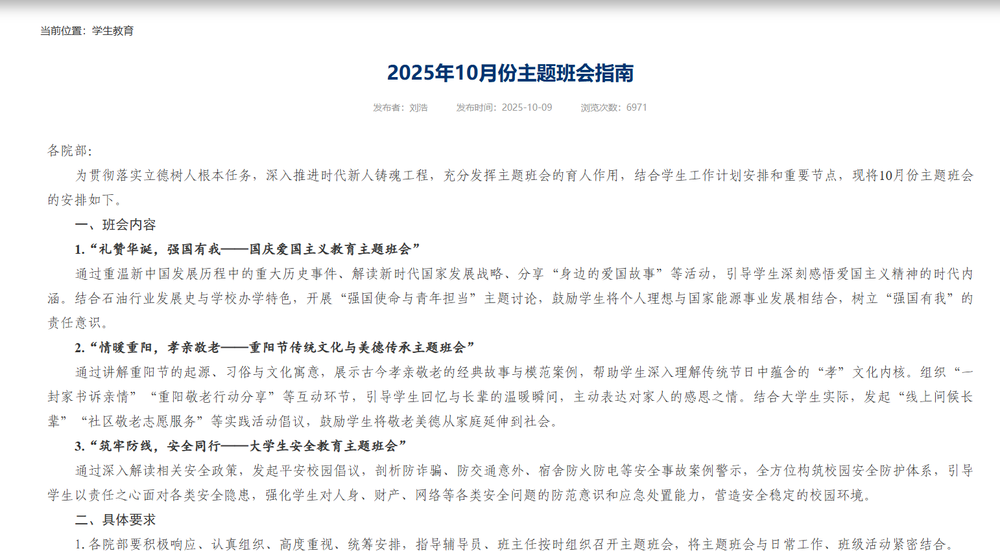 当前位置：学生教育
2025年10月份主题班会指南
发布者：刘浩 发布时间：2025-10-09 浏览次数：6971
各院部：
为贯彻落实立德树人根本任务，深入推进时代新人铸魂工程，充分发挥主题班会的育人作用，结合学生工作计划安排和重要节点，现将10月份主题班会
的安排如下。
一、班会内容
1.“礼赞华诞，强国有我——国庆爱国主义教育主题班会”
通过重温新中国发展历程中的重大历史事件、解读新时代国家发展战略、分享“身边的爱国故事”等活动，引导学生深刻感悟爱国主义精神的时代内
涵。结合石油行业发展史与学校办学特色，开展“强国使命与青年担当”主题讨论，鼓励学生将个人理想与国家能源事业发展相结合，树立“强国有我”的
责任意识。
2.“情暖重阳，孝亲敬老——重阳节传统文化与美德传承主题班会”
通过讲解重阳节的起源、习俗与文化寓意，展示古今孝亲敬老的经典故事与模范案例，帮助学生深入理解传统节日中蕴含的“孝”文化内核。组织“一
封家书诉亲情”“重阳敬老行动分享”等互动环节，引导学生回忆与长辈的温暖瞬间，主动表达对家人的感恩之情。结合大学生实际，发起“线上问候长
辈”“社区敬老志愿服务”等实践活动倡议，鼓励学生将敬老美德从家庭延伸到社会。
3.“筑牢防线，安全同行——大学生安全教育主题班会”
通过深入解读相关安全政策，发起平安校园倡议，剖析防诈骗、防交通意外、宿舍防火防电等安全事故案例警示，全方位构筑校园安全防护体系，引导
学生以责任之心面对各类安全隐患，强化学生对人身、财产、网络等各类安全问题的防范意识和应急处置能力，营造安全稳定的校园环境。
二、具体要求
1. 各院部要积极响应、认真组织、高度重视、统筹安排，指导辅导员、班主任按时组织召开主题班会，将主题班会与日常工作、班级活动紧密结合。